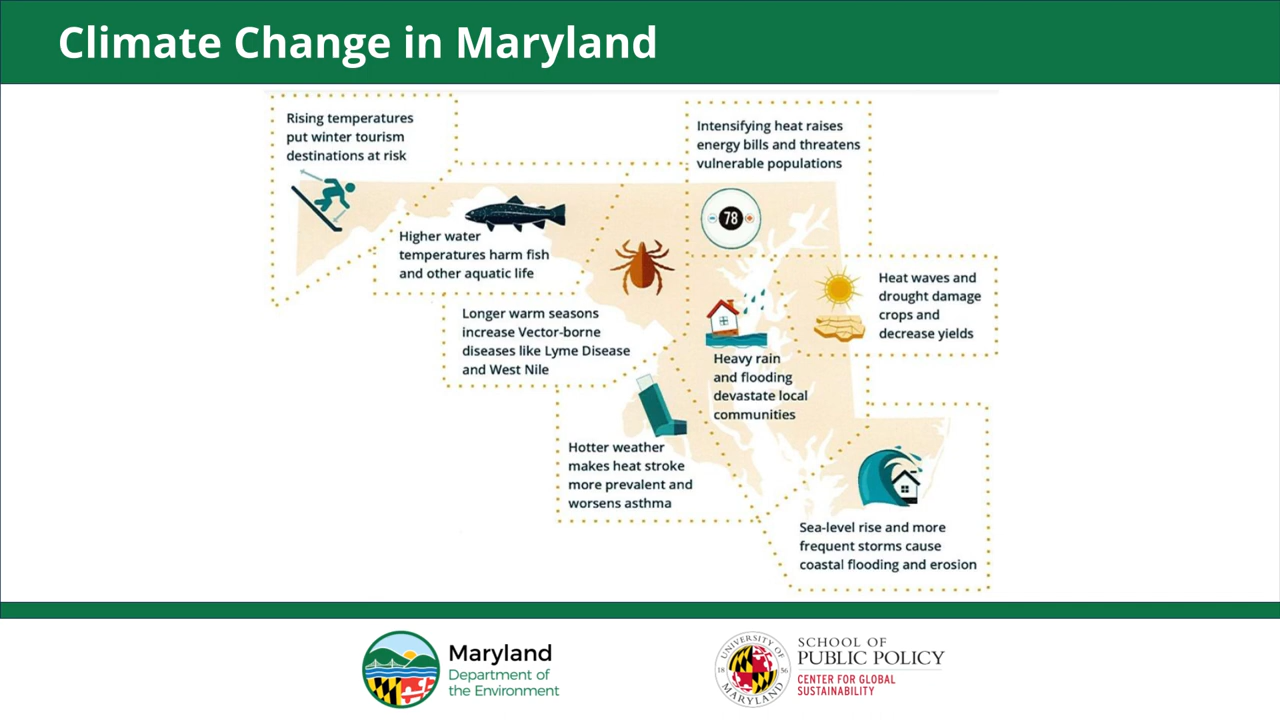 Climate Change in Maryland
Rising temperatures
put winter tourism
destinations at risk
Intensifying heat raises
energy bills and threatens
vulnerable populations
78
Higher water
temperatures harm fish
and other aquatic life
Heat waves and
drought damage
crops and
decrease yields
Longer warm seasons
increase Vector-borne
diseases like Lyme Disease
and West Nile
Heavy rain
and flooding
devastate local
communities
Hotter weather
makes heat stroke
more prevalent and
worsens asthma
Sea-level rise and more
frequent storms cause
coastal flooding and erosion
Maryland
Department of
the Environment
UNIVERSITY OF
18 56
MARYLAND
SCHOOL OF
PUBLIC POLICY
CENTER FOR GLOBAL
SUSTAINABILITY